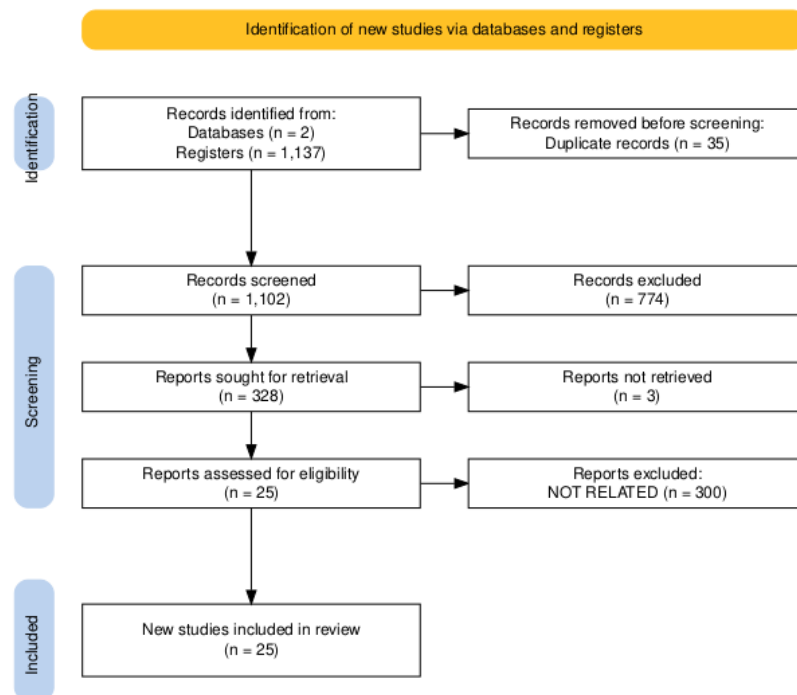 Identification of new studies via databases and registers
Identification
Records identified from:
Databases (n = 2)
Registers (n = 1,137)
Records removed before screening:
Duplicate records (n = 35)
Screening
Records screened
(n = 1,102)
Records excluded
(n = 774)
Reports sought for retrieval
(n = 328)
Reports not retrieved
(n = 3)
Reports assessed for eligibility
(n = 25)
Reports excluded:
NOT RELATED (n = 300)
Included
New studies included in review
(n = 25)